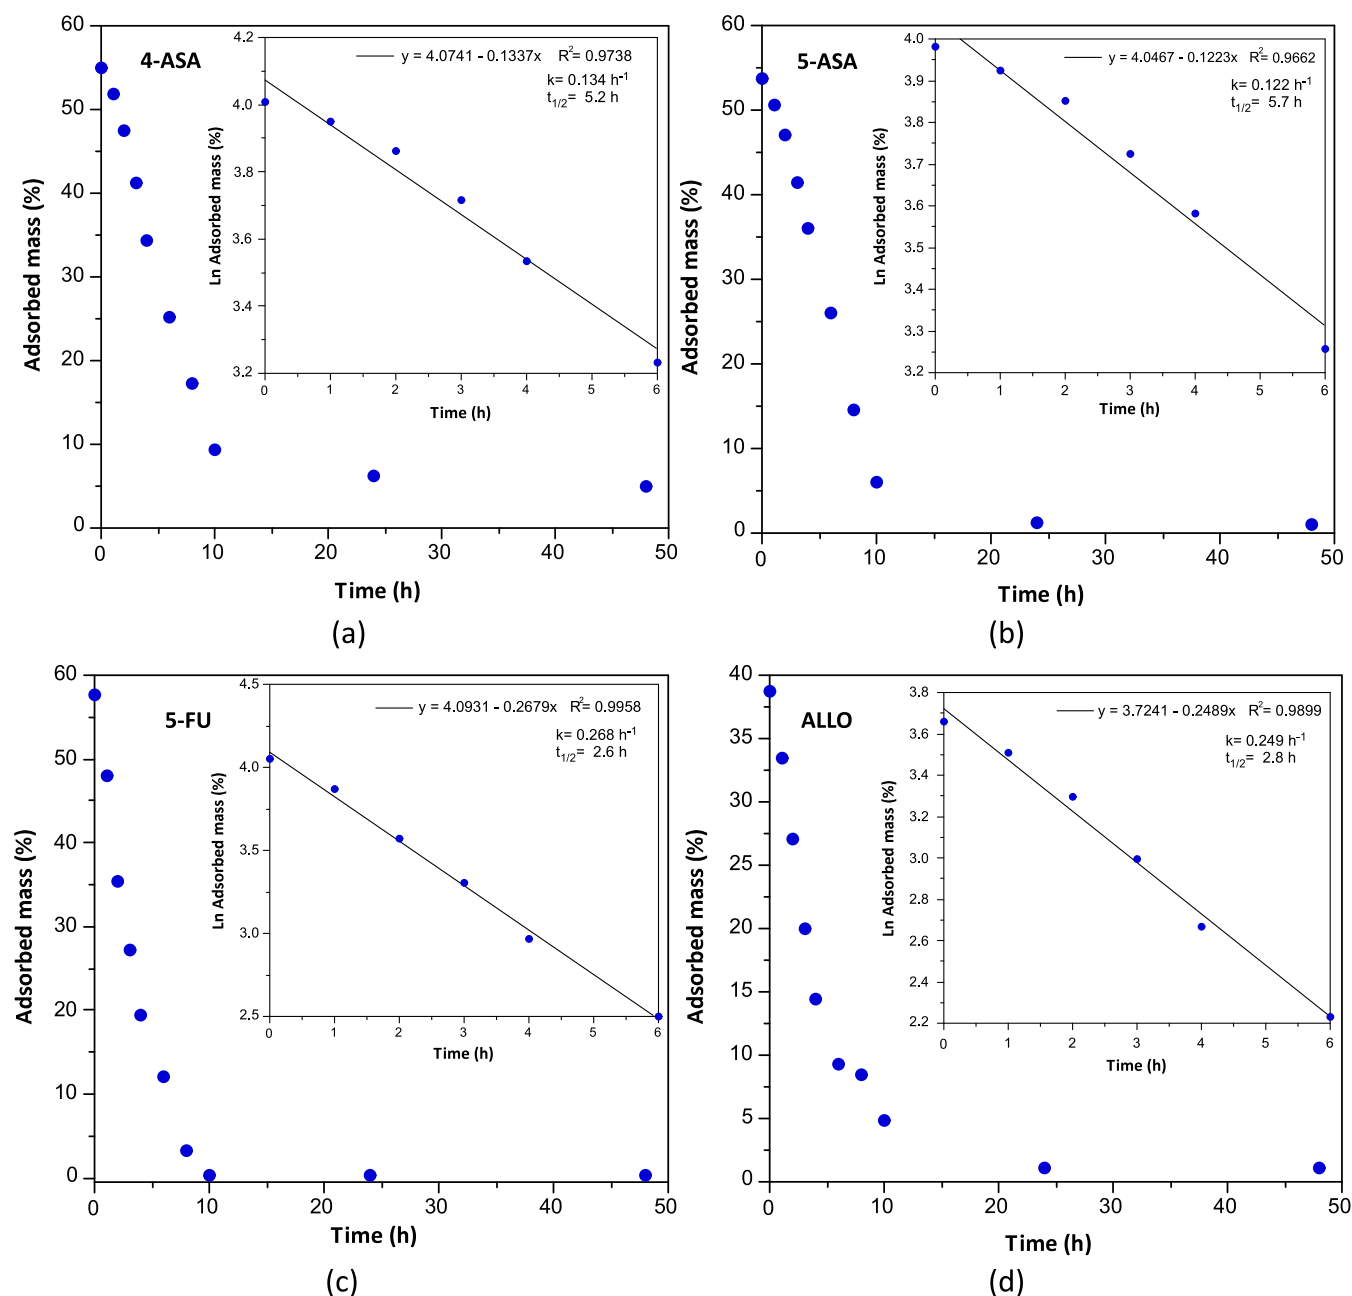 4-ASA
y = 4.0741 - 0.1337x R²= 0.9738
k= 0.134 h⁻¹
t1/2= 5.2 h
4.2
4.0
3.8
3.6
3.4
3.2
Ln Adsorbed mass (%)
0 1 2 3 4 5 6
Time (h)
60
50
40
30
20
10
0
Adsorbed mass (%)
0 10 20 30 40 50
Time (h)
(a)
5-ASA
y = 4.0467 - 0.1223x R²= 0.9662
k= 0.122 h⁻¹
t1/2= 5.7 h
4.0
3.9
3.8
3.7
3.6
3.5
3.4
3.3
3.2
3.2
Ln Adsorbed mass (%)
0 1 2 3 4 5 6
Time (h)
60
50
40
30
20
10
0
Adsorbed mass (%)
0 10 20 30 40 50
Time (h)
(b)
5-FU
y = 4.0931 - 0.2679x R²= 0.9958
k= 0.268 h⁻¹
t1/2= 2.6 h
4.5
4.0
3.5
3.0
2.5
Ln Adsorbed mass (%)
0 1 2 3 4 5 6
Time (h)
60
50
40
30
20
10
0
Adsorbed mass (%)
0 10 20 30 40 50
Time (h)
(c)
ALLO
y = 3.7241 - 0.2489x R²= 0.9899
k= 0.249 h⁻¹
t1/2= 2.8 h
3.8
3.6
3.4
3.2
3.0
2.8
2.6
2.4
2.2
Ln Adsorbed mass (%)
0 1 2 3 4 5 6
Time (h)
40
35
30
25
20
15
10
5
0
Adsorbed mass (%)
0 10 20 30 40 50
Time (h)
(d)